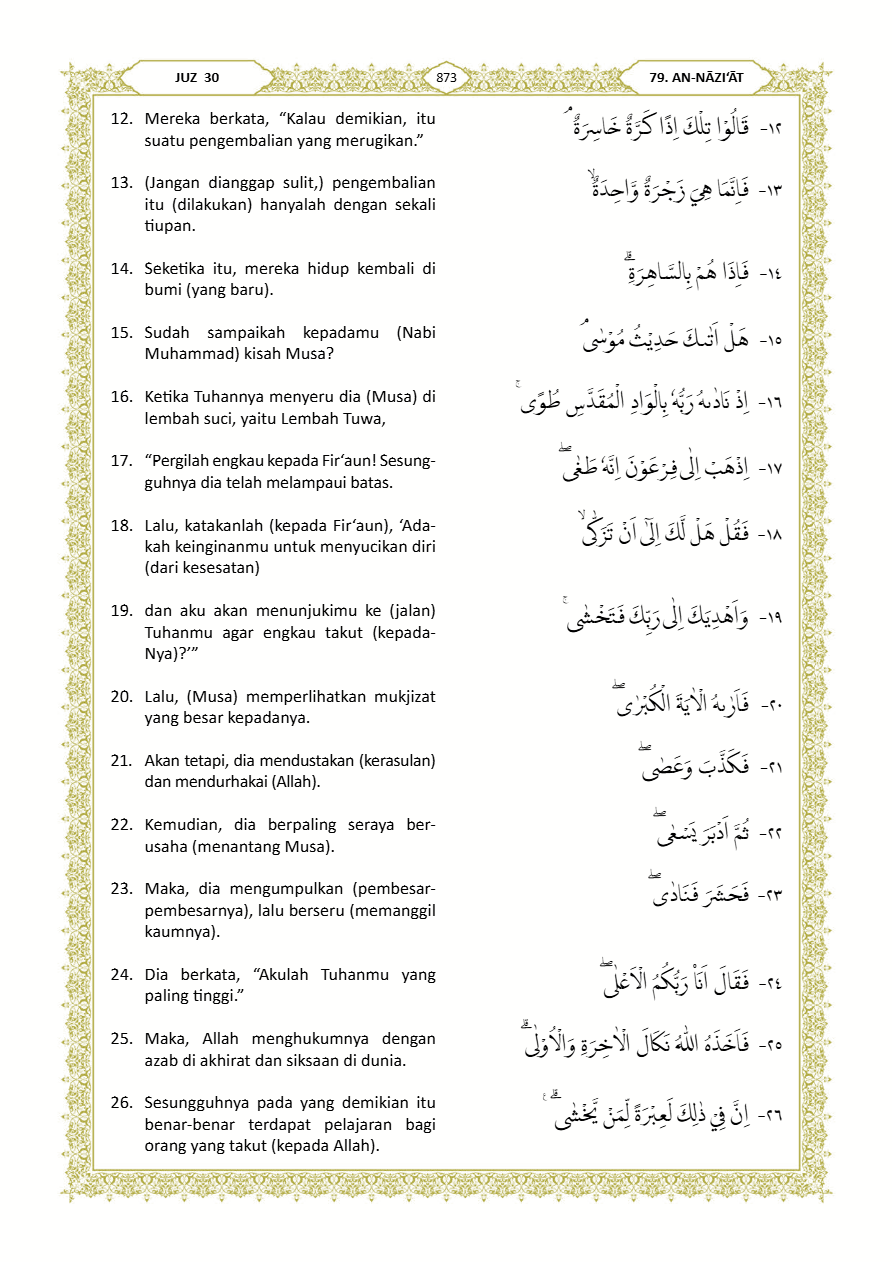 JUZ 30
873
79. AN-NĀZI‘ĀT
12. Mereka berkata, “Kalau demikian, itu
suatu pengembalian yang merugikan.”
١٢- قَالُوْا تِلْكَ اِذًا كَرَّةٌ خَاسِرَةٌۘ
13. (Jangan dianggap sulit,) pengembalian
itu (dilakukan) hanyalah dengan sekali
tiupan.
١٣- فَاِنَّمَا هِيَ زَجْرَةٌ وَّاحِدَةٌۙ
14. Seketika itu, mereka hidup kembali di
bumi (yang baru).
١٤- فَاِذَا هُمْ بِالسَّاهِرَةِۗ
15. Sudah sampaikah kepadamu (Nabi
Muhammad) kisah Musa?
١٥- هَلْ اَتٰىكَ حَدِيْثُ مُوْسٰىۘ
16. Ketika Tuhannya menyeru dia (Musa) di
lembah suci, yaitu Lembah Tuwa,
١٦- اِذْ نَادٰىهُ رَبُّهٗ بِالْوَادِ الْمُقَدَّسِ طُوًىۚ
17. “Pergilah engkau kepada Fir‘aun! Sesung-
guhnya dia telah melampaui batas.
١٧- اِذْهَبْ اِلٰى فِرْعَوْنَ اِنَّهٗ طَغٰىۖ
18. Lalu, katakanlah (kepada Fir‘aun), ‘Ada-
kah keinginanmu untuk menyucikan diri
(dari kesesatan)
١٨- فَقُلْ هَلْ لَّكَ اِلٰٓى اَنْ تَزَكّٰىۙ
19. dan aku akan menunjukimu ke (jalan)
Tuhanmu agar engkau takut (kepada-
Nya)?’”
١٩- وَاَهْدِيَكَ اِلٰى رَبِّكَ فَتَخْشٰىۚ
20. Lalu, (Musa) memperlihatkan mukjizat
yang besar kepadanya.
٢٠- فَاَرٰىهُ الْاٰيَةَ الْكُبْرٰىۖ
21. Akan tetapi, dia mendustakan (kerasulan)
dan mendurhakai (Allah).
٢١- فَكَذَّبَ وَعَصٰىۖ
22. Kemudian, dia berpaling seraya ber-
usaha (menantang Musa).
٢٢- ثُمَّ اَدْبَرَ يَسْعٰىۖ
23. Maka, dia mengumpulkan (pembesar-
pembesarnya), lalu berseru (memanggil
kaumnya).
٢٣- فَحَشَرَ فَنَادٰىۖ
24. Dia berkata, “Akulah Tuhanmu yang
paling tinggi.”
٢٤- فَقَالَ اَنَا۠ رَبُّكُمُ الْاَعْلٰىۖ
25. Maka, Allah menghukumnya dengan
azab di akhirat dan siksaan di dunia.
٢٥- فَاَخَذَهُ اللّٰهُ نَكَالَ الْاٰخِرَةِ وَالْاُوْلٰىۗ
26. Sesungguhnya pada yang demikian itu
benar-benar terdapat pelajaran bagi
orang yang takut (kepada Allah).
٢٦- اِنَّ فِيْ ذٰلِكَ لَعِبْرَةً لِّمَنْ يَّخْشٰىۗ ع